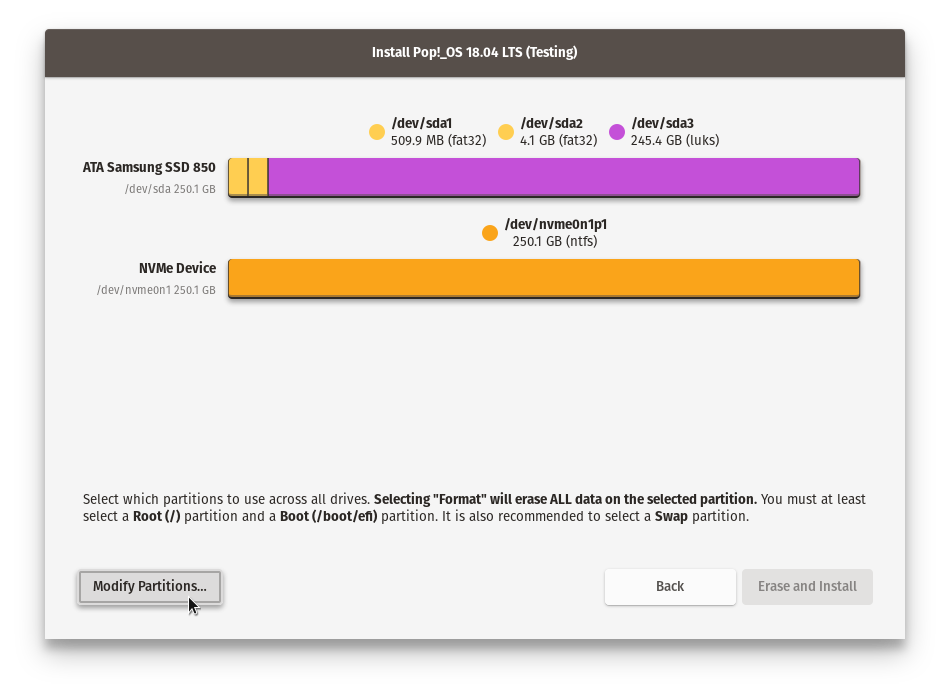 Install Pop!_OS 18.04 LTS (Testing)
/dev/sda1
509.9 MB (fat32)
/dev/sda2
4.1 GB (fat32)
/dev/sda3
245.4 GB (luks)
ATA Samsung SSD 850
/dev/sda 250.1 GB
/dev/nvme0n1p1
250.1 GB (ntfs)
NVMe Device
/dev/nvme0n1 250.1 GB
Select which partitions to use across all drives. Selecting "Format" will erase ALL data on the selected partition. You must at least
select a Root (/) partition and a Boot (/boot/efi) partition. It is also recommended to select a Swap partition.
Modify Partitions...
Back
Erase and Install